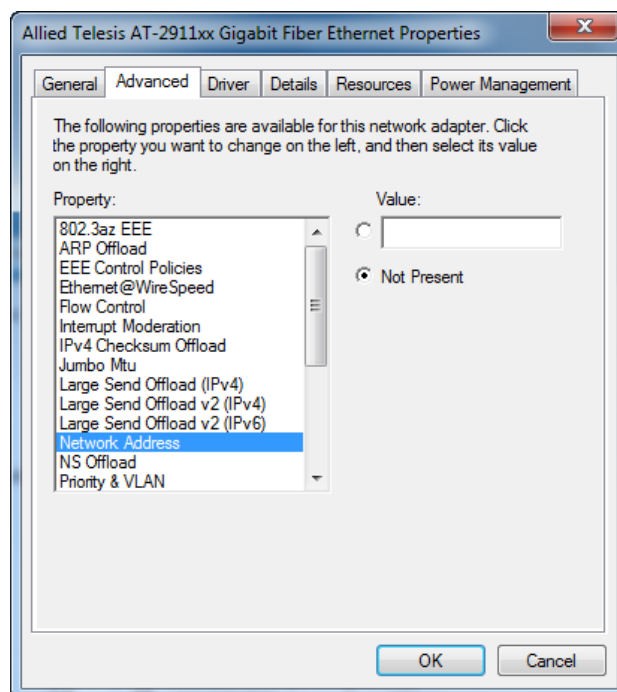 Allied Telesis AT-2911xx Gigabit Fiber Ethernet Properties
General Advanced Driver Details Resources Power Management
The following properties are available for this network adapter. Click
the property you want to change on the left, and then select its value
on the right.
Property:
Value:
802.3az EEE
ARP Offload
EEE Control Policies
Ethernet@WireSpeed
Flow Control
Interrupt Moderation
IPv4 Checksum Offload
Jumbo Mtu
Large Send Offload (IPv4)
Large Send Offload v2 (IPv4)
Large Send Offload v2 (IPv6)
Network Address
NS Offload
Priority & VLAN
Not Present
OK
Cancel